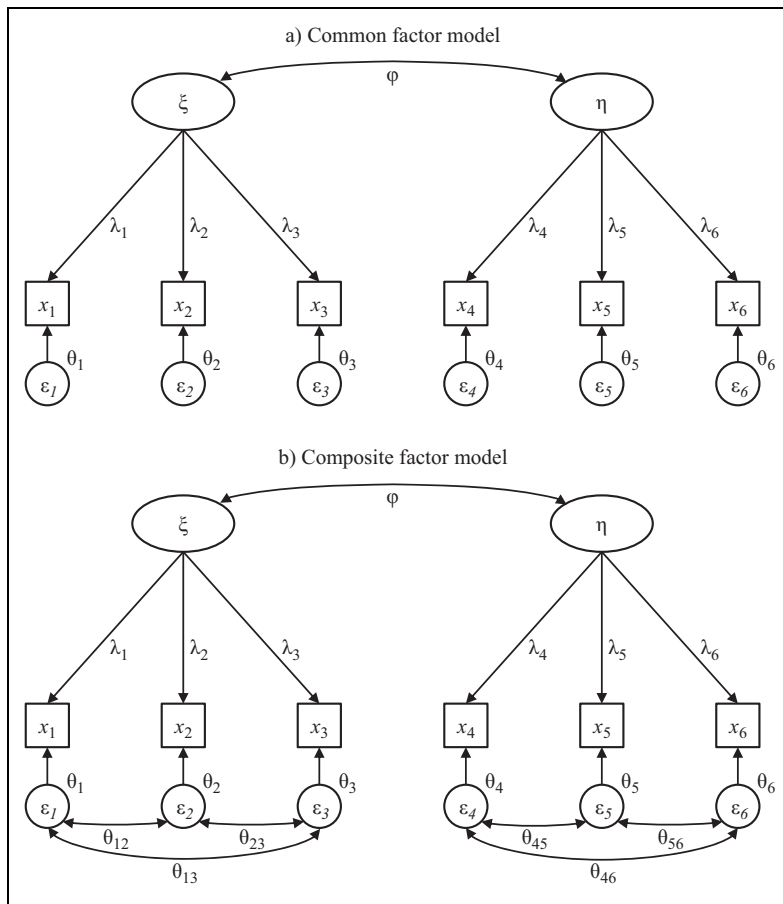 a) Common factor model
φ
ξ η
λ1 λ2 λ3 λ4 λ5 λ6
x1 x2 x3 x4 x5 x6
θ1 θ2 θ3 θ4 θ5 θ6
ε1 ε2 ε3 ε4 ε5 ε6
b) Composite factor model
φ
ξ η
λ1 λ2 λ3 λ4 λ5 λ6
x1 x2 x3 x4 x5 x6
θ1 θ2 θ3 θ4 θ5 θ6
ε1 ε2 ε3 ε4 ε5 ε6
θ12 θ23 θ45 θ56
θ13 θ46